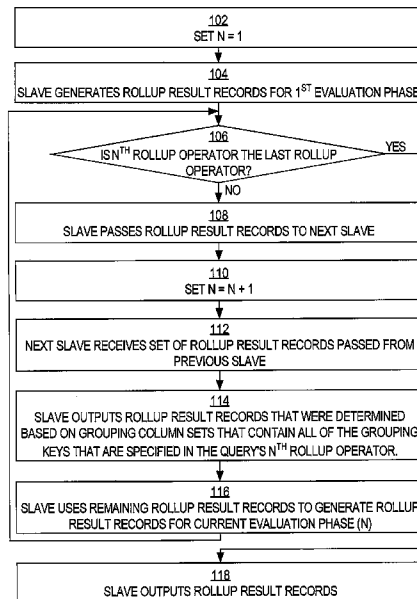 102
SET N = 1
104
SLAVE GENERATES ROLLUP RESULT RECORDS FOR 1ST EVALUATION PHASE
106
IS NTH ROLLUP OPERATOR THE LAST ROLLUP
OPERATOR?
YES
NO
108
SLAVE PASSES ROLLUP RESULT RECORDS TO NEXT SLAVE
110
SET N = N + 1
112
NEXT SLAVE RECEIVES SET OF ROLLUP RESULT RECORDS PASSED FROM
PREVIOUS SLAVE
114
SLAVE OUTPUTS ROLLUP RESULT RECORDS THAT WERE DETERMINED
BASED ON GROUPING COLUMN SETS THAT CONTAIN ALL OF THE GROUPING
KEYS THAT ARE SPECIFIED IN THE QUERY'S NTH ROLLUP OPERATOR.
116
SLAVE USES REMAINING ROLLUP RESULT RECORDS TO GENERATE ROLLUP
RESULT RECORDS FOR CURRENT EVALUATION PHASE (N)
118
SLAVE OUTPUTS ROLLUP RESULT RECORDS